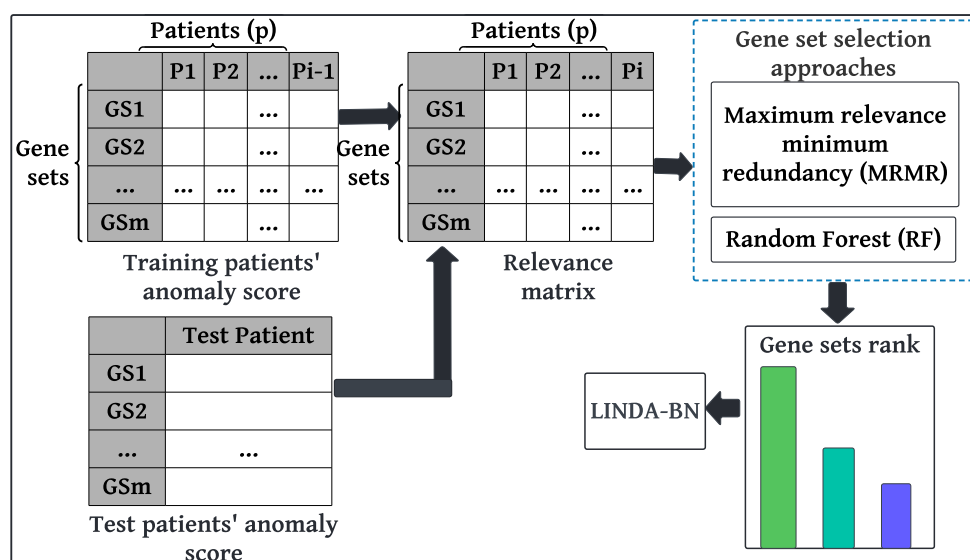 Patients (p)
P1 P2 ... Pi-1
GS1 ...
GS2 ...
... ... ... ... ...
GSm ...
Gene
sets
Training patients'
anomaly score
Patients (p)
P1 P2 ... Pi
GS1 ...
GS2 ...
... ... ... ... ...
GSm ...
Gene
sets
Relevance
matrix
Gene set selection
approaches
Maximum relevance
minimum
redundancy (MRMR)
Random Forest (RF)
Test Patient
GS1
GS2
... ...
GSm
Test patients' anomaly
score
Gene sets rank
LINDA-BN